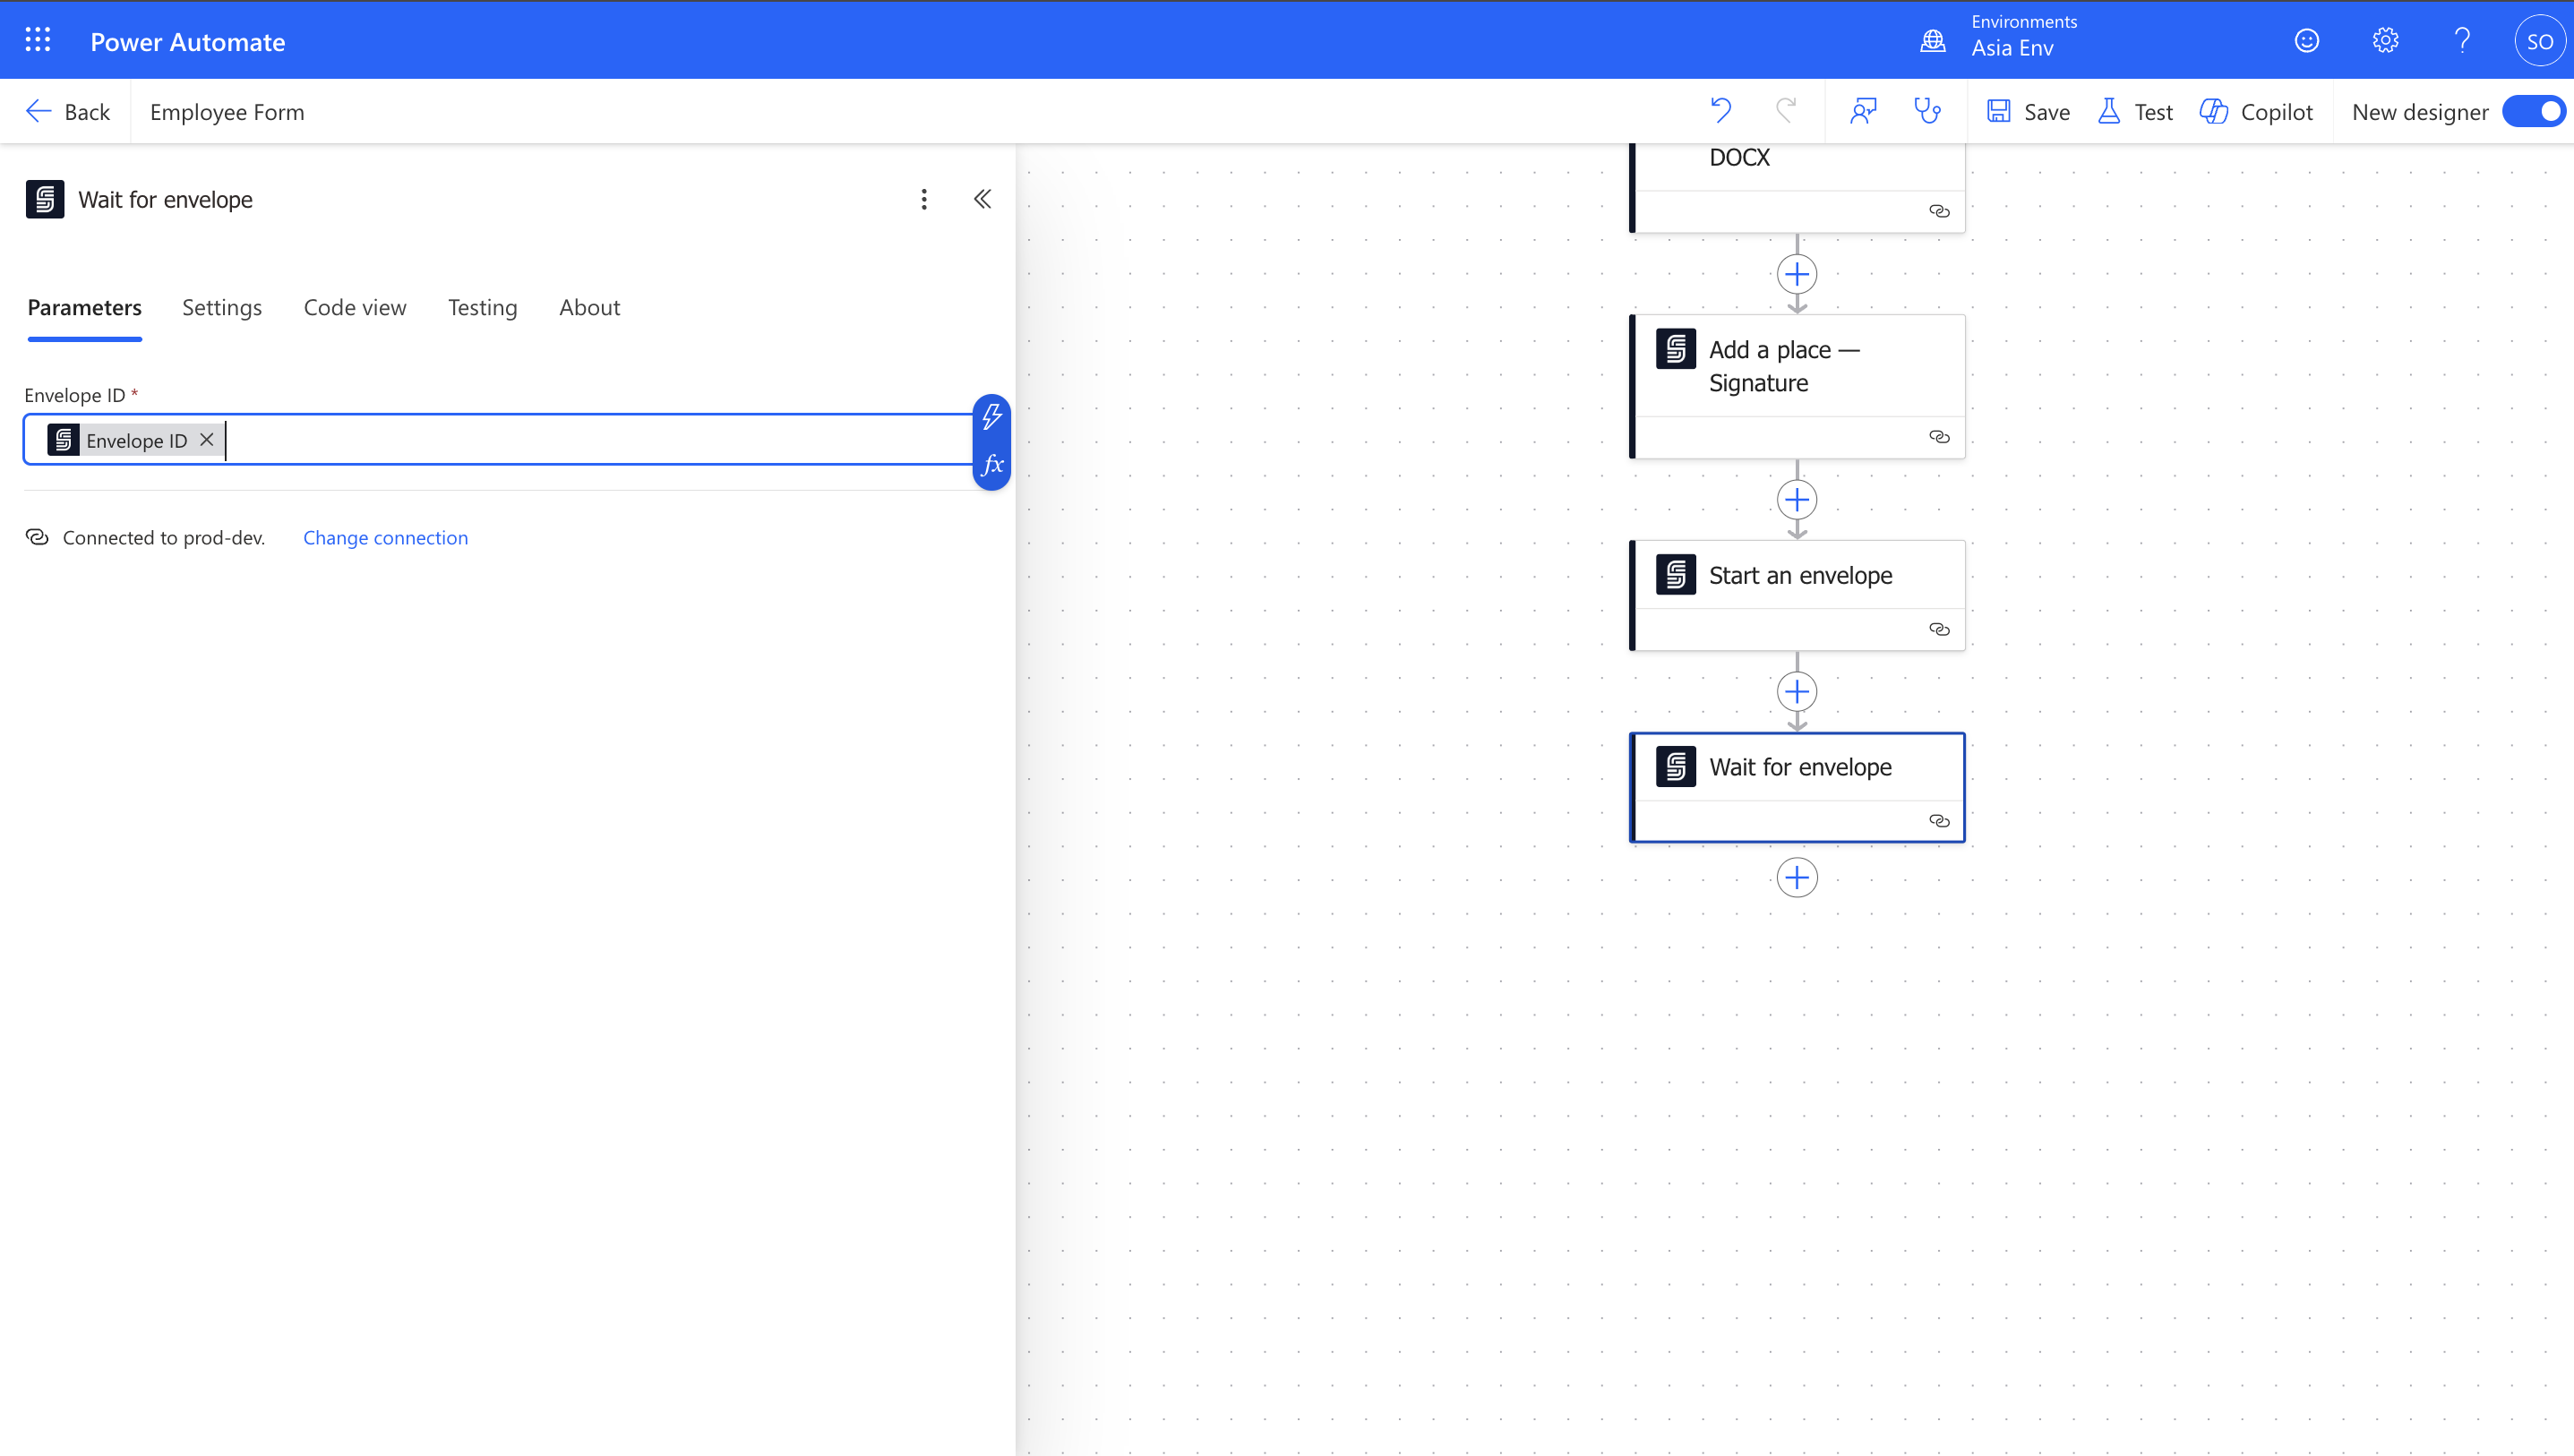 Power Automate
Environments
Asia Env
SO
Back
Employee Form
Save
Test
Copilot
New designer
Wait for envelope
Parameters
Settings
Code view
Testing
About
Envelope ID *
Envelope ID
fx
Connected to prod-dev.
Change connection
DOCX
Add a place —
Signature
Start an envelope
Wait for envelope